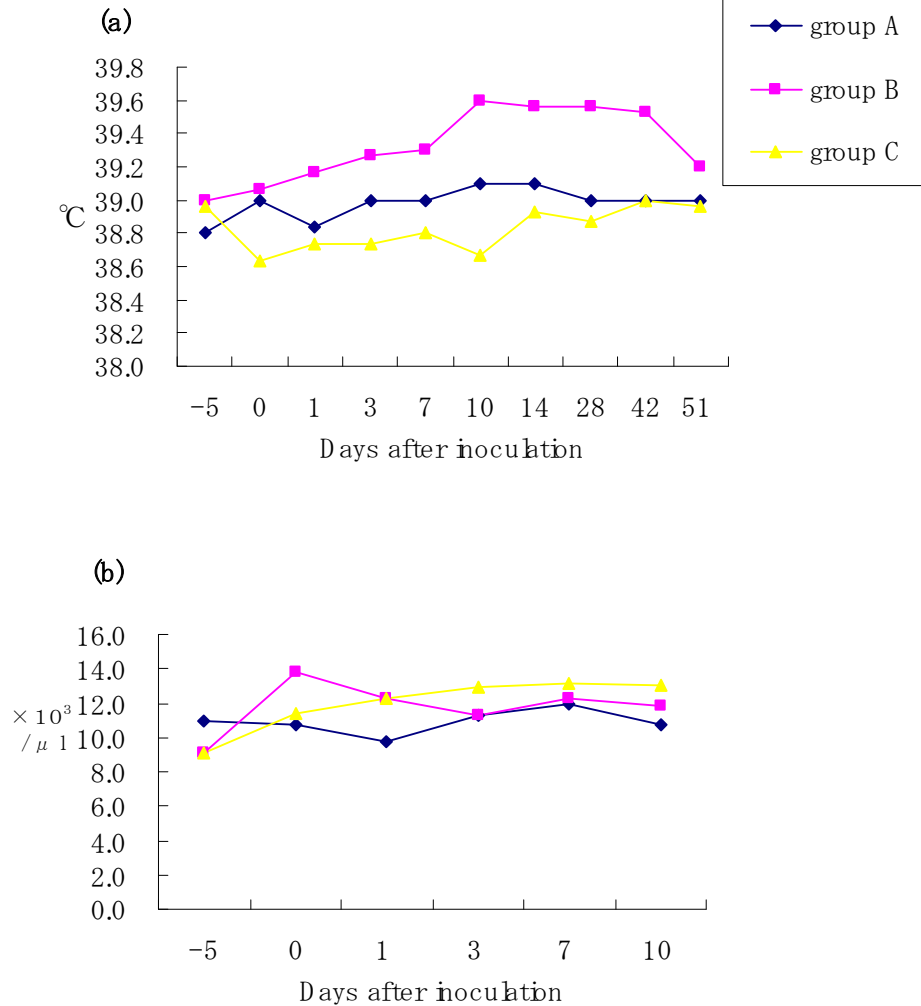 (a)
group A
group B
group C
39.8
39.6
39.4
39.2
39.0
38.8
38.6
38.4
38.2
38.0
℃
-5 0 1 3 7 10 14 28 42 51
Days after inoculation
(b)
16.0
14.0
12.0
10.0
8.0
6.0
4.0
2.0
0.0
×10³
/μl
-5 0 1 3 7 10
Days after inoculation